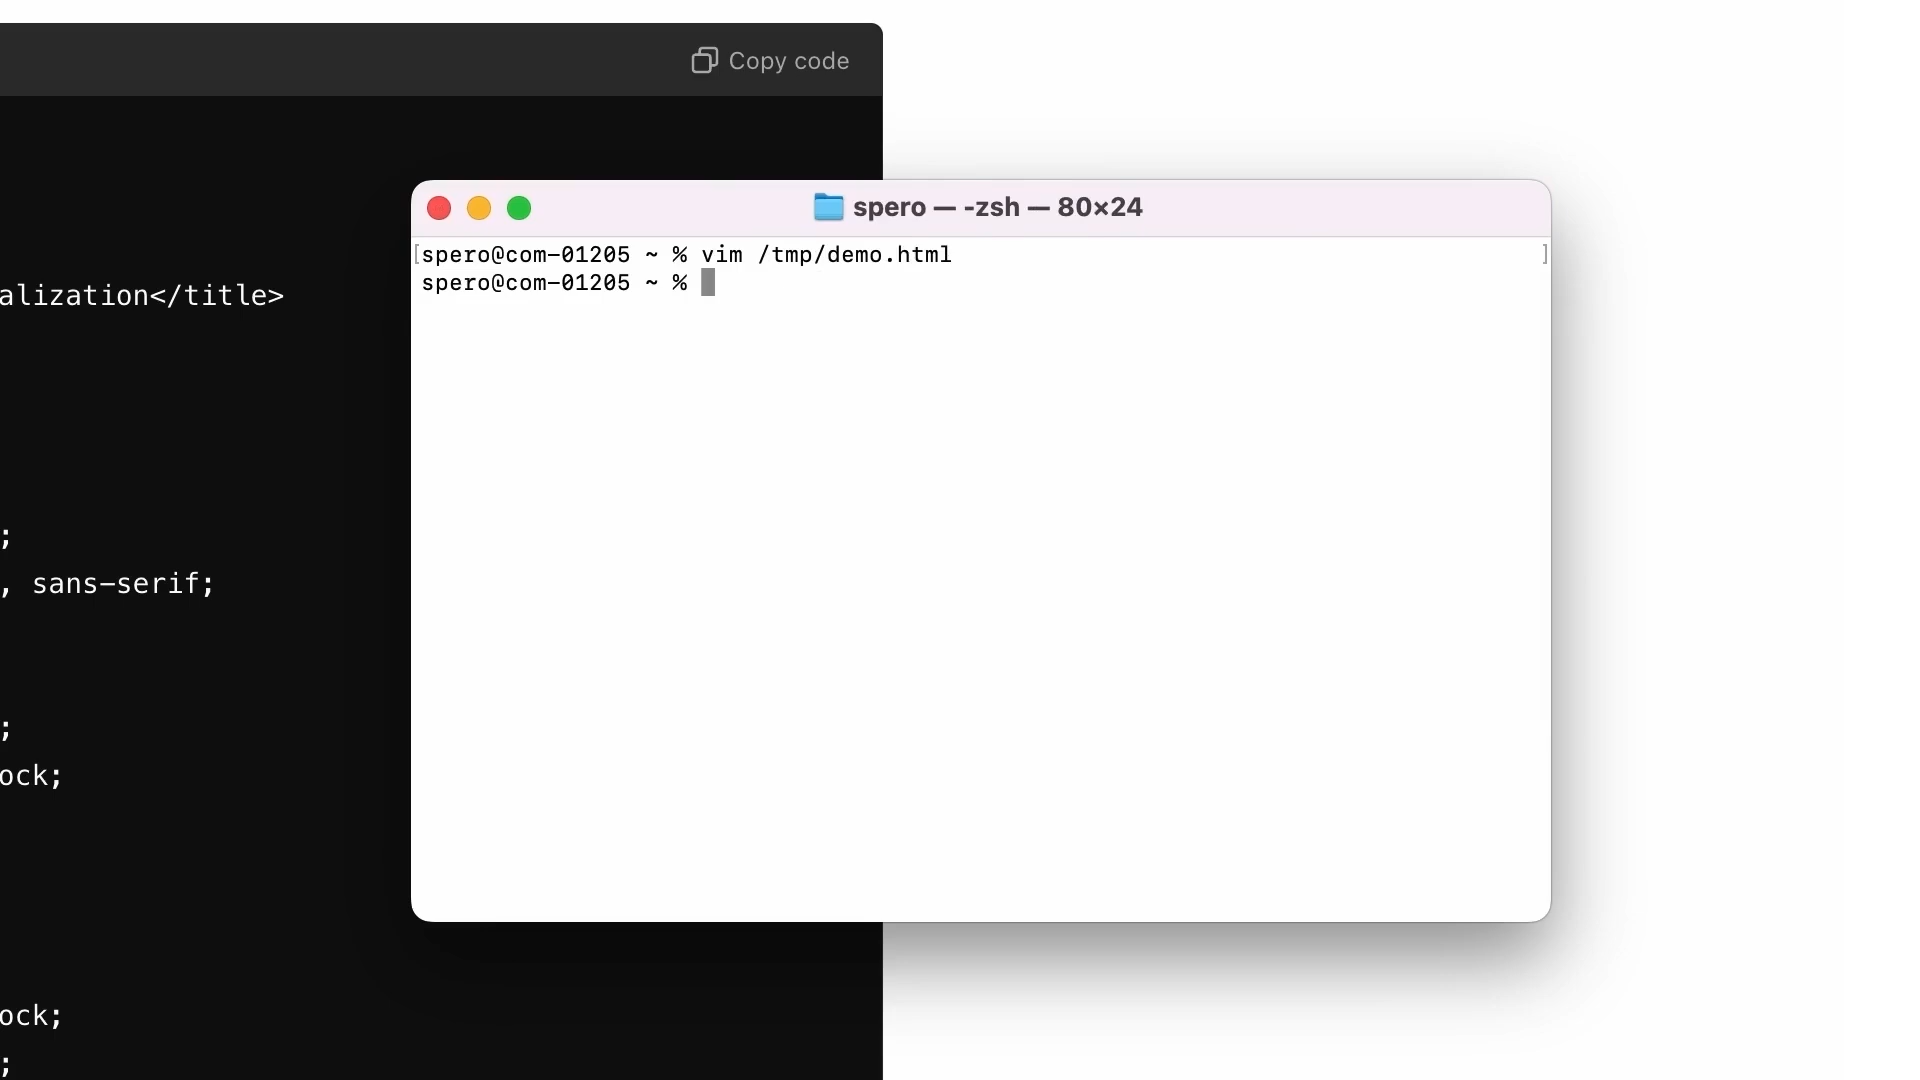 Copy code
spero — -zsh — 80×24
[spero@com-01205 ~ % vim /tmp/demo.html ]
spero@com-01205 ~ %
alization</title>
;
, sans-serif;
;
ock;
ock;
;